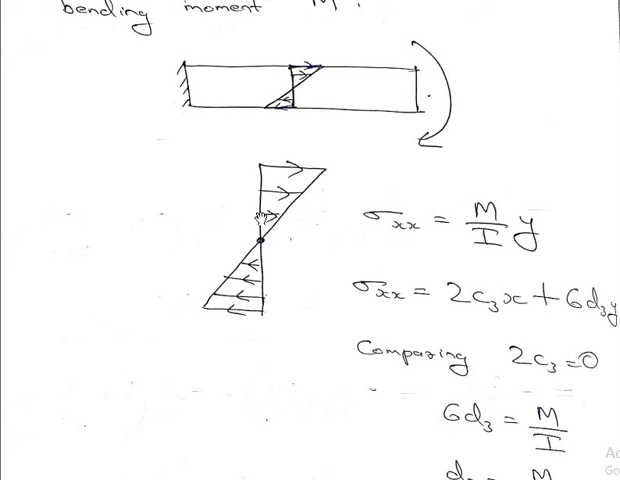 bending moment M.
σxx = M/I y
σxx = 2c₃x + 6d₃y
Comparing 2c₃ = 0
6d₃ = M/I